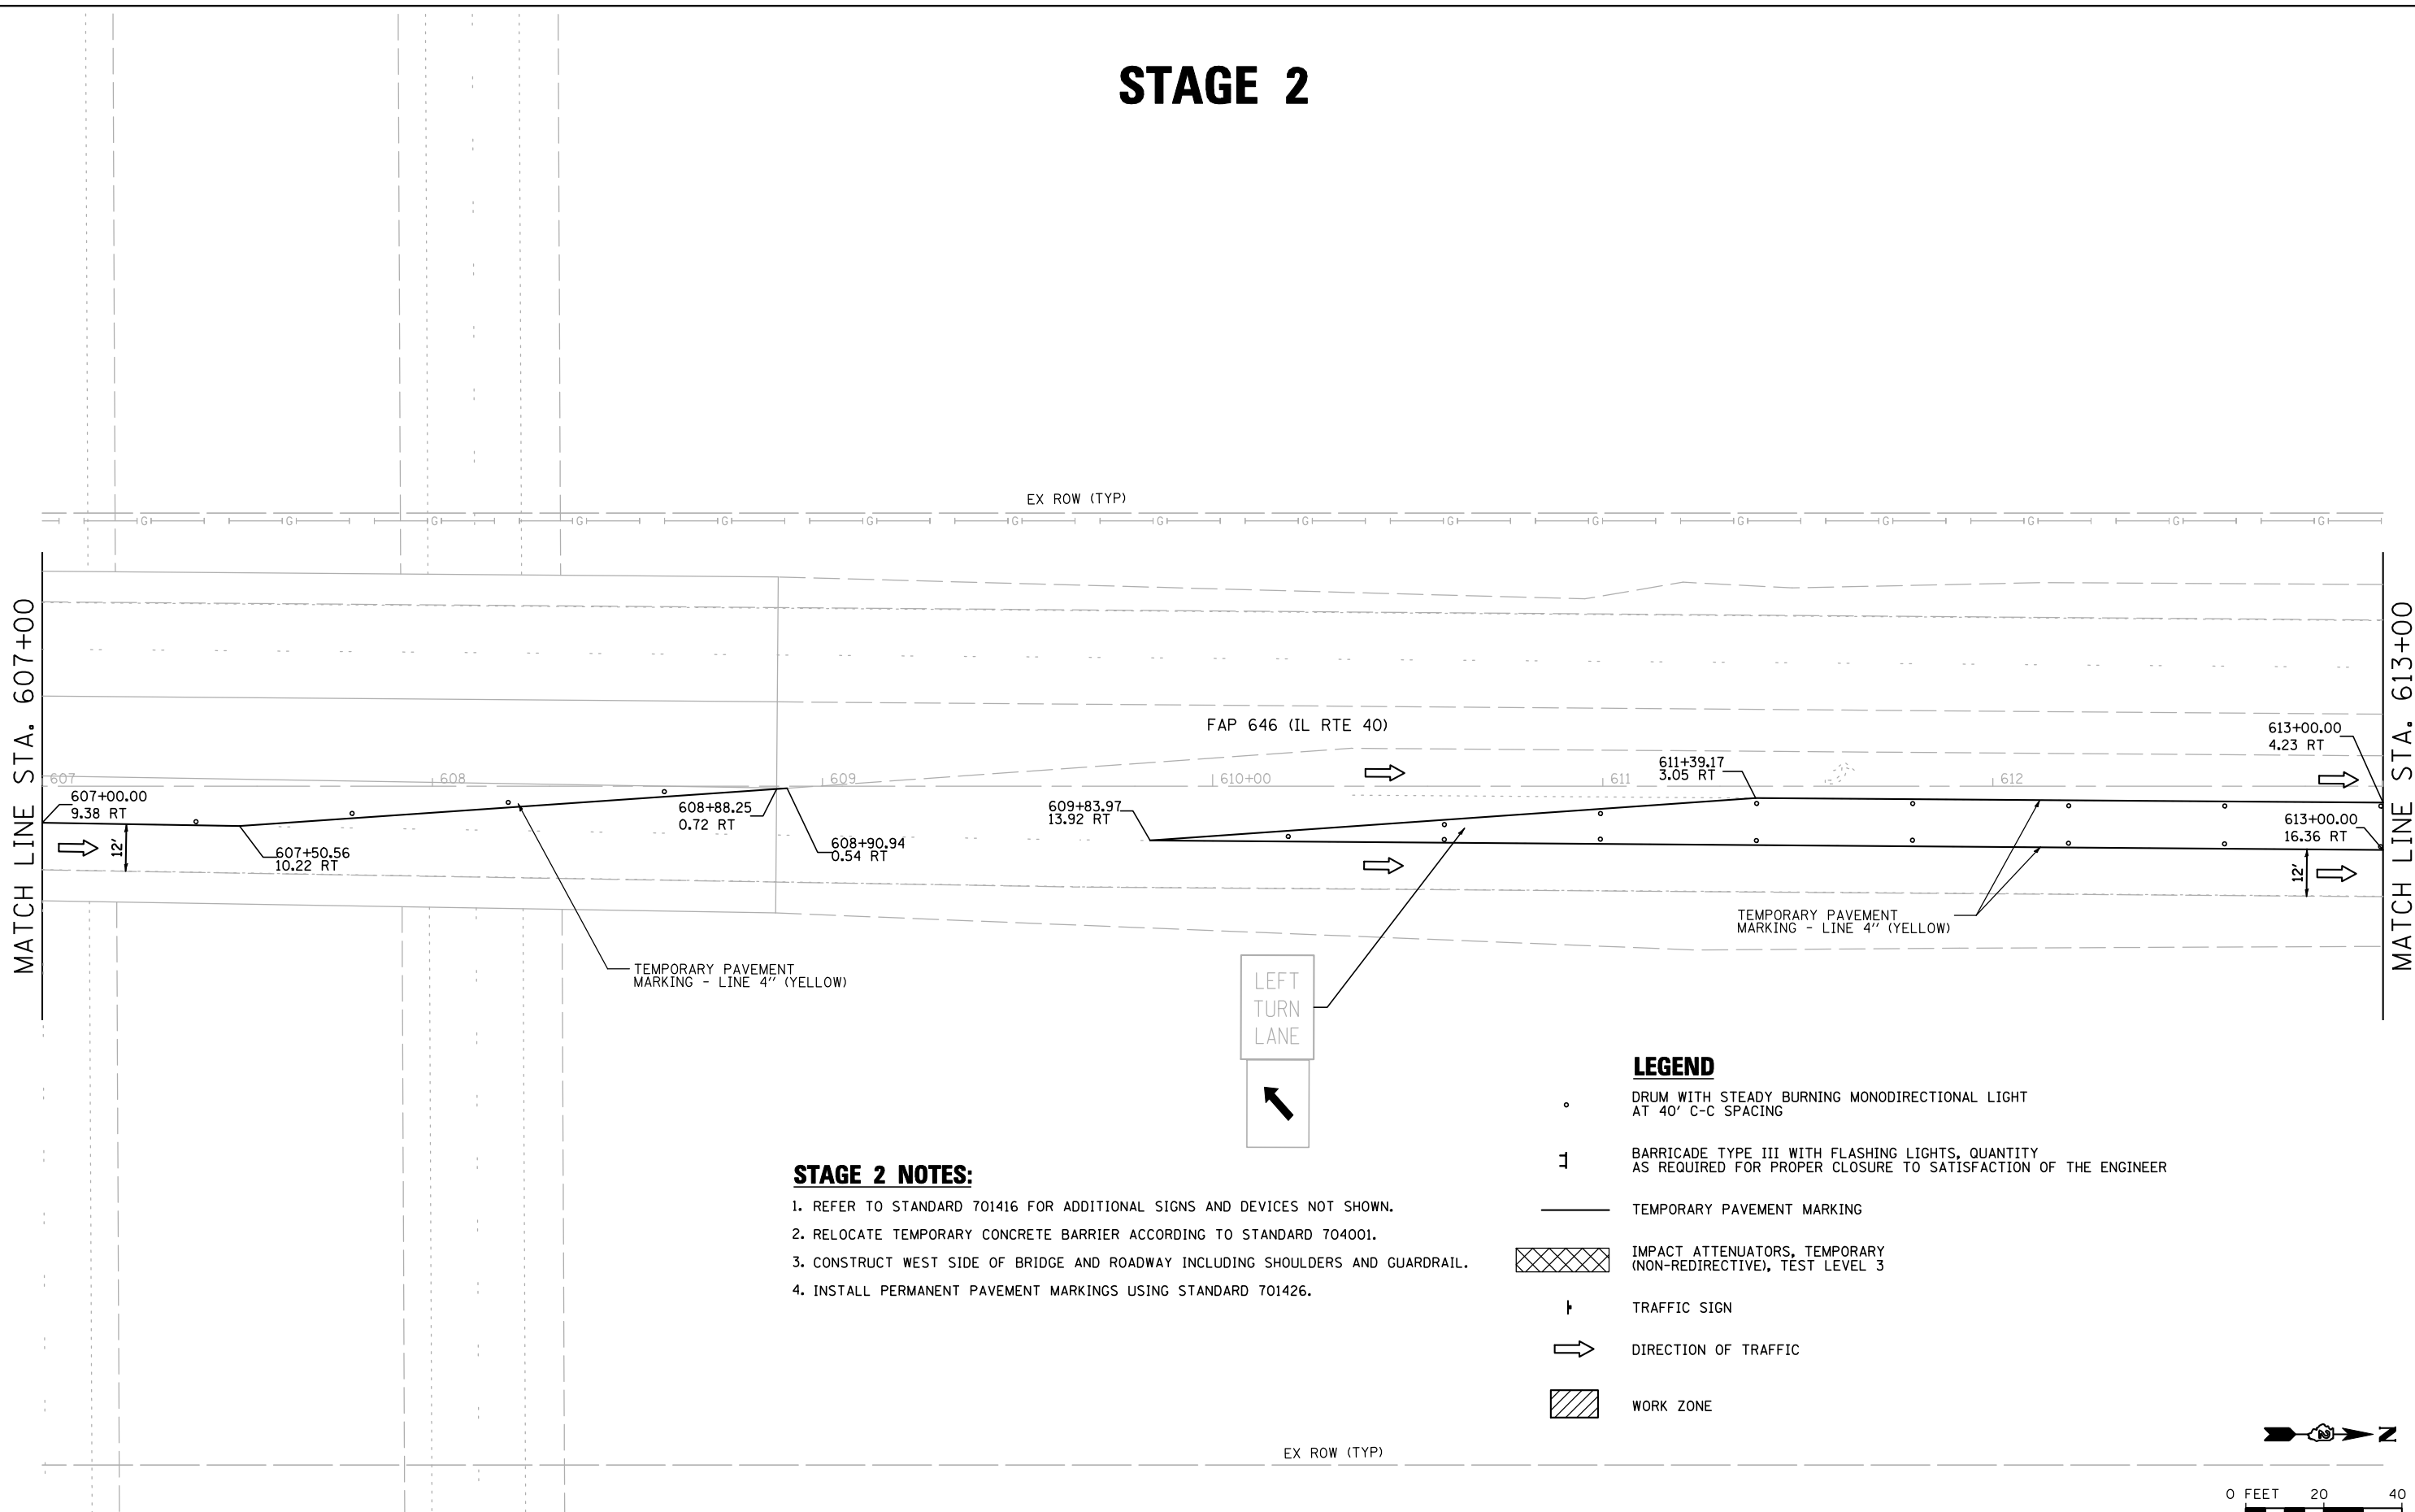 STAGE 2
EX ROW (TYP)
G G G G G G G G G G G G G G G G
MATCH LINE STA. 607+00
MATCH LINE STA. 613+00
FAP 646 (IL RTE 40)
607
608
609
610+00
611
612
607+00.00
9.38 RT
12'
607+50.56
10.22 RT
608+88.25
0.72 RT
608+90.94
0.54 RT
609+83.97
13.92 RT
611+39.17
3.05 RT
613+00.00
4.23 RT
613+00.00
16.36 RT
12'
TEMPORARY PAVEMENT
MARKING - LINE 4" (YELLOW)
TEMPORARY PAVEMENT
MARKING - LINE 4" (YELLOW)
LEFT
TURN
LANE
STAGE 2 NOTES:
1. REFER TO STANDARD 701416 FOR ADDITIONAL SIGNS AND DEVICES NOT SHOWN.
2. RELOCATE TEMPORARY CONCRETE BARRIER ACCORDING TO STANDARD 704001.
3. CONSTRUCT WEST SIDE OF BRIDGE AND ROADWAY INCLUDING SHOULDERS AND GUARDRAIL.
4. INSTALL PERMANENT PAVEMENT MARKINGS USING STANDARD 701426.
LEGEND
DRUM WITH STEADY BURNING MONODIRECTIONAL LIGHT
AT 40' C-C SPACING
BARRICADE TYPE III WITH FLASHING LIGHTS, QUANTITY
AS REQUIRED FOR PROPER CLOSURE TO SATISFACTION OF THE ENGINEER
TEMPORARY PAVEMENT MARKING
IMPACT ATTENUATORS, TEMPORARY
(NON-REDIRECTIVE), TEST LEVEL 3
TRAFFIC SIGN
DIRECTION OF TRAFFIC
WORK ZONE
EX ROW (TYP)
N
0 FEET 20 40